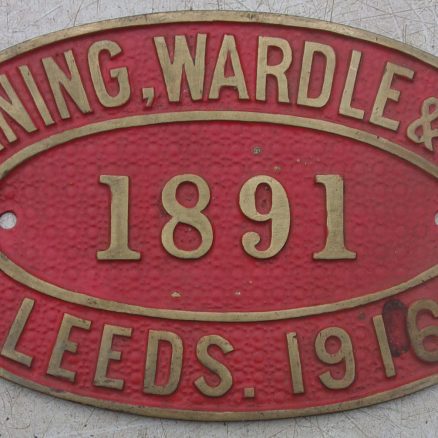 NING, WARDLE &
1891
LEEDS. 1916